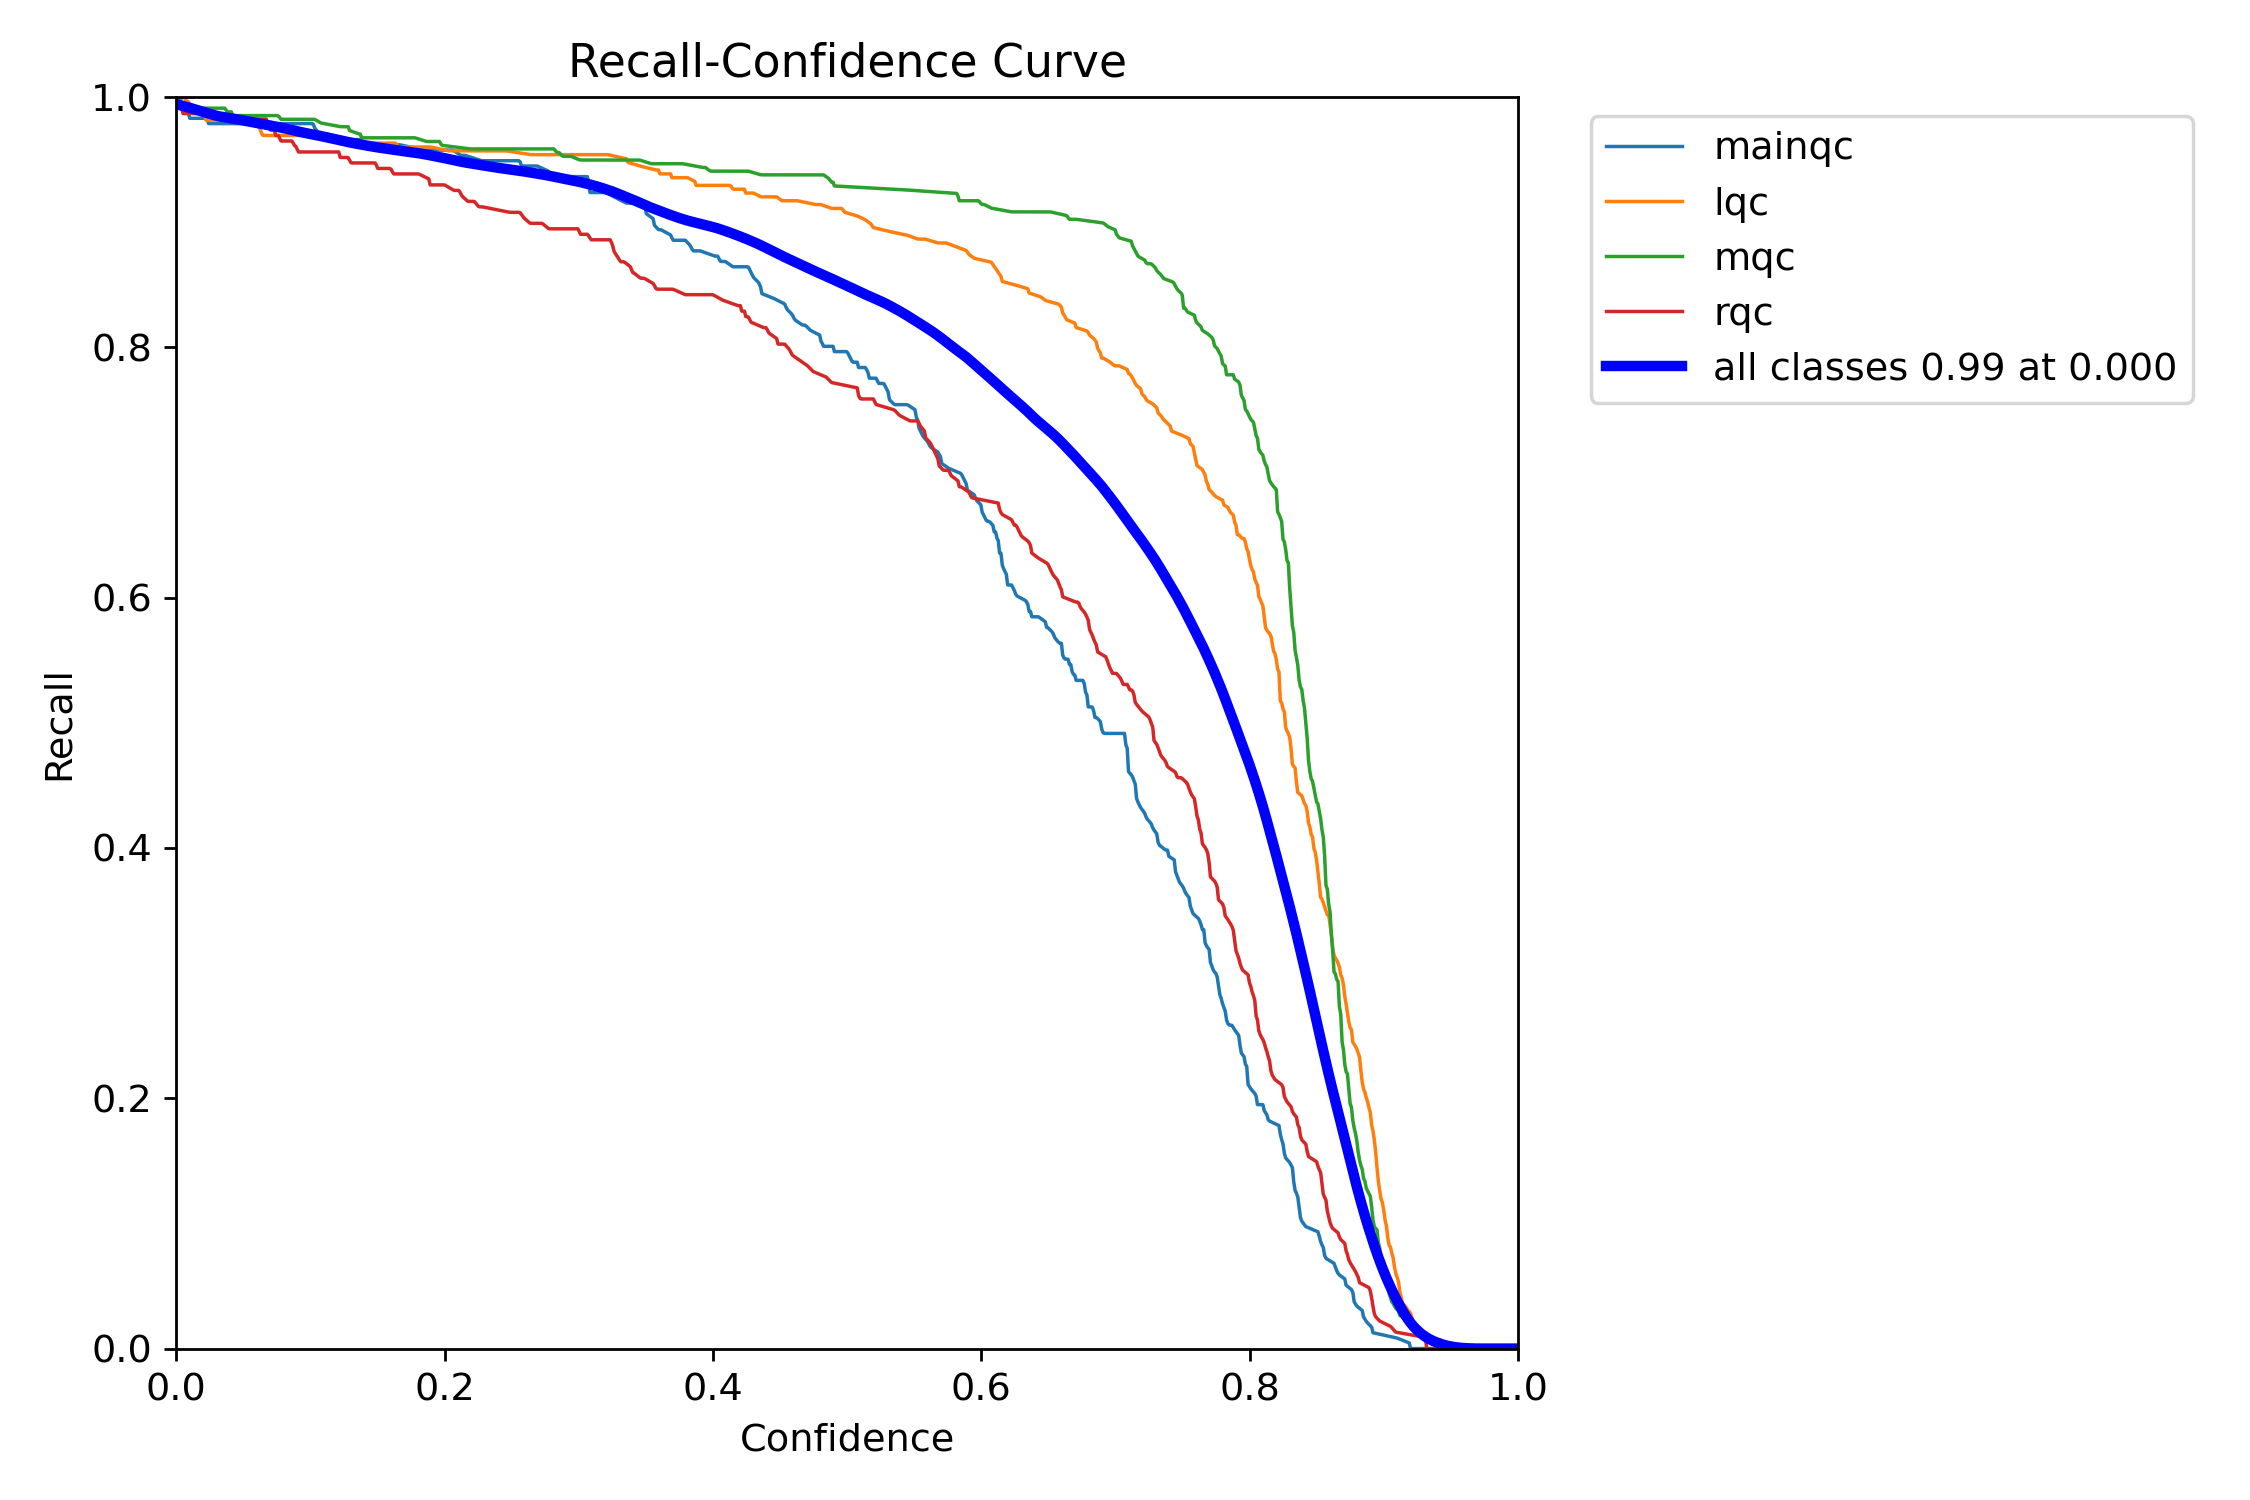 Recall-Confidence Curve
1.0
0.8
0.6
0.4
0.2
0.0
Recall
0.0 0.2 0.4 0.6 0.8 1.0
Confidence
mainqc
lqc
mqc
rqc
all classes 0.99 at 0.000